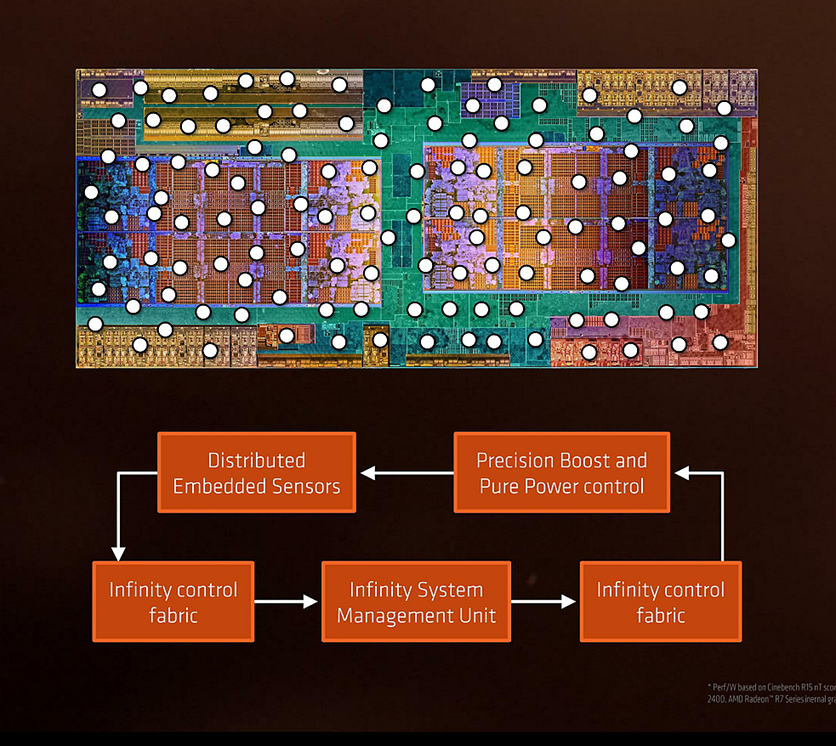 Distributed
Embedded Sensors
Precision Boost and
Pure Power control
Infinity control
fabric
Infinity System
Management Unit
Infinity control
fabric
* Perf/W based on Cinebench R15 nT
2400, AMD Radeon™ R7 Series inernal